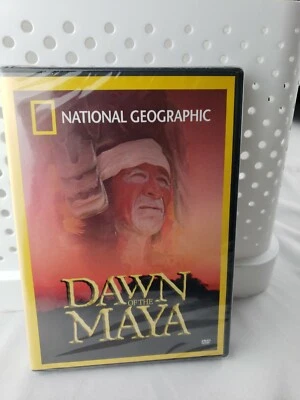 NATIONAL GEOGRAPHIC
DAWN
OF THE
MAYA